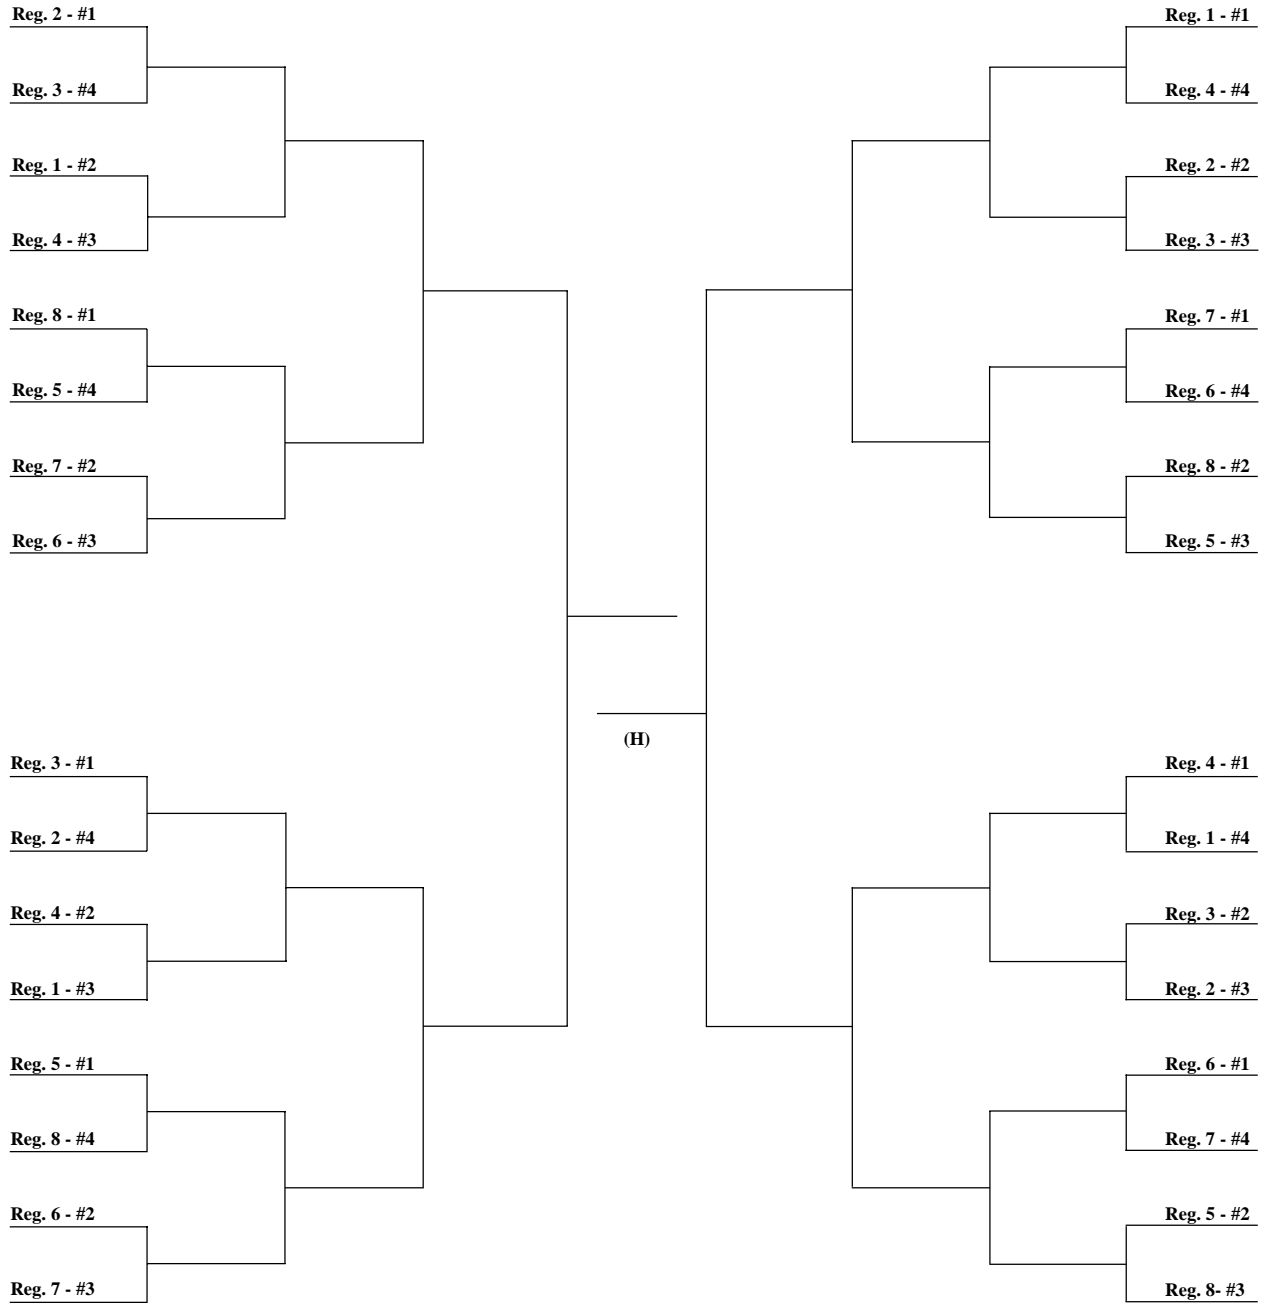 Reg. 2 - #1
Reg. 3 - #4
Reg. 1 - #2
Reg. 4 - #3
Reg. 8 - #1
Reg. 5 - #4
Reg. 7 - #2
Reg. 6 - #3
Reg. 3 - #1
Reg. 2 - #4
Reg. 4 - #2
Reg. 1 - #3
Reg. 5 - #1
Reg. 8 - #4
Reg. 6 - #2
Reg. 7 - #3
(H)
Reg. 1 - #1
Reg. 4 - #4
Reg. 2 - #2
Reg. 3 - #3
Reg. 7 - #1
Reg. 6 - #4
Reg. 8 - #2
Reg. 5 - #3
Reg. 4 - #1
Reg. 1 - #4
Reg. 3 - #2
Reg. 2 - #3
Reg. 6 - #1
Reg. 7 - #4
Reg. 5 - #2
Reg. 8- #3